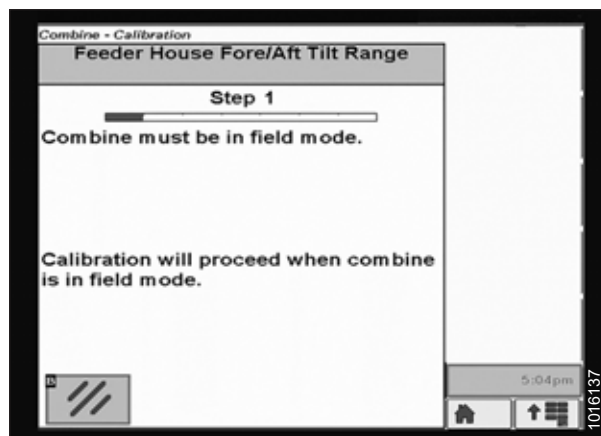 Combine - Calibration
Feeder House Fore/Aft Tilt Range
Step 1
Combine must be in field mode.
Calibration will proceed when combine
is in field mode.
5:04pm
1016137